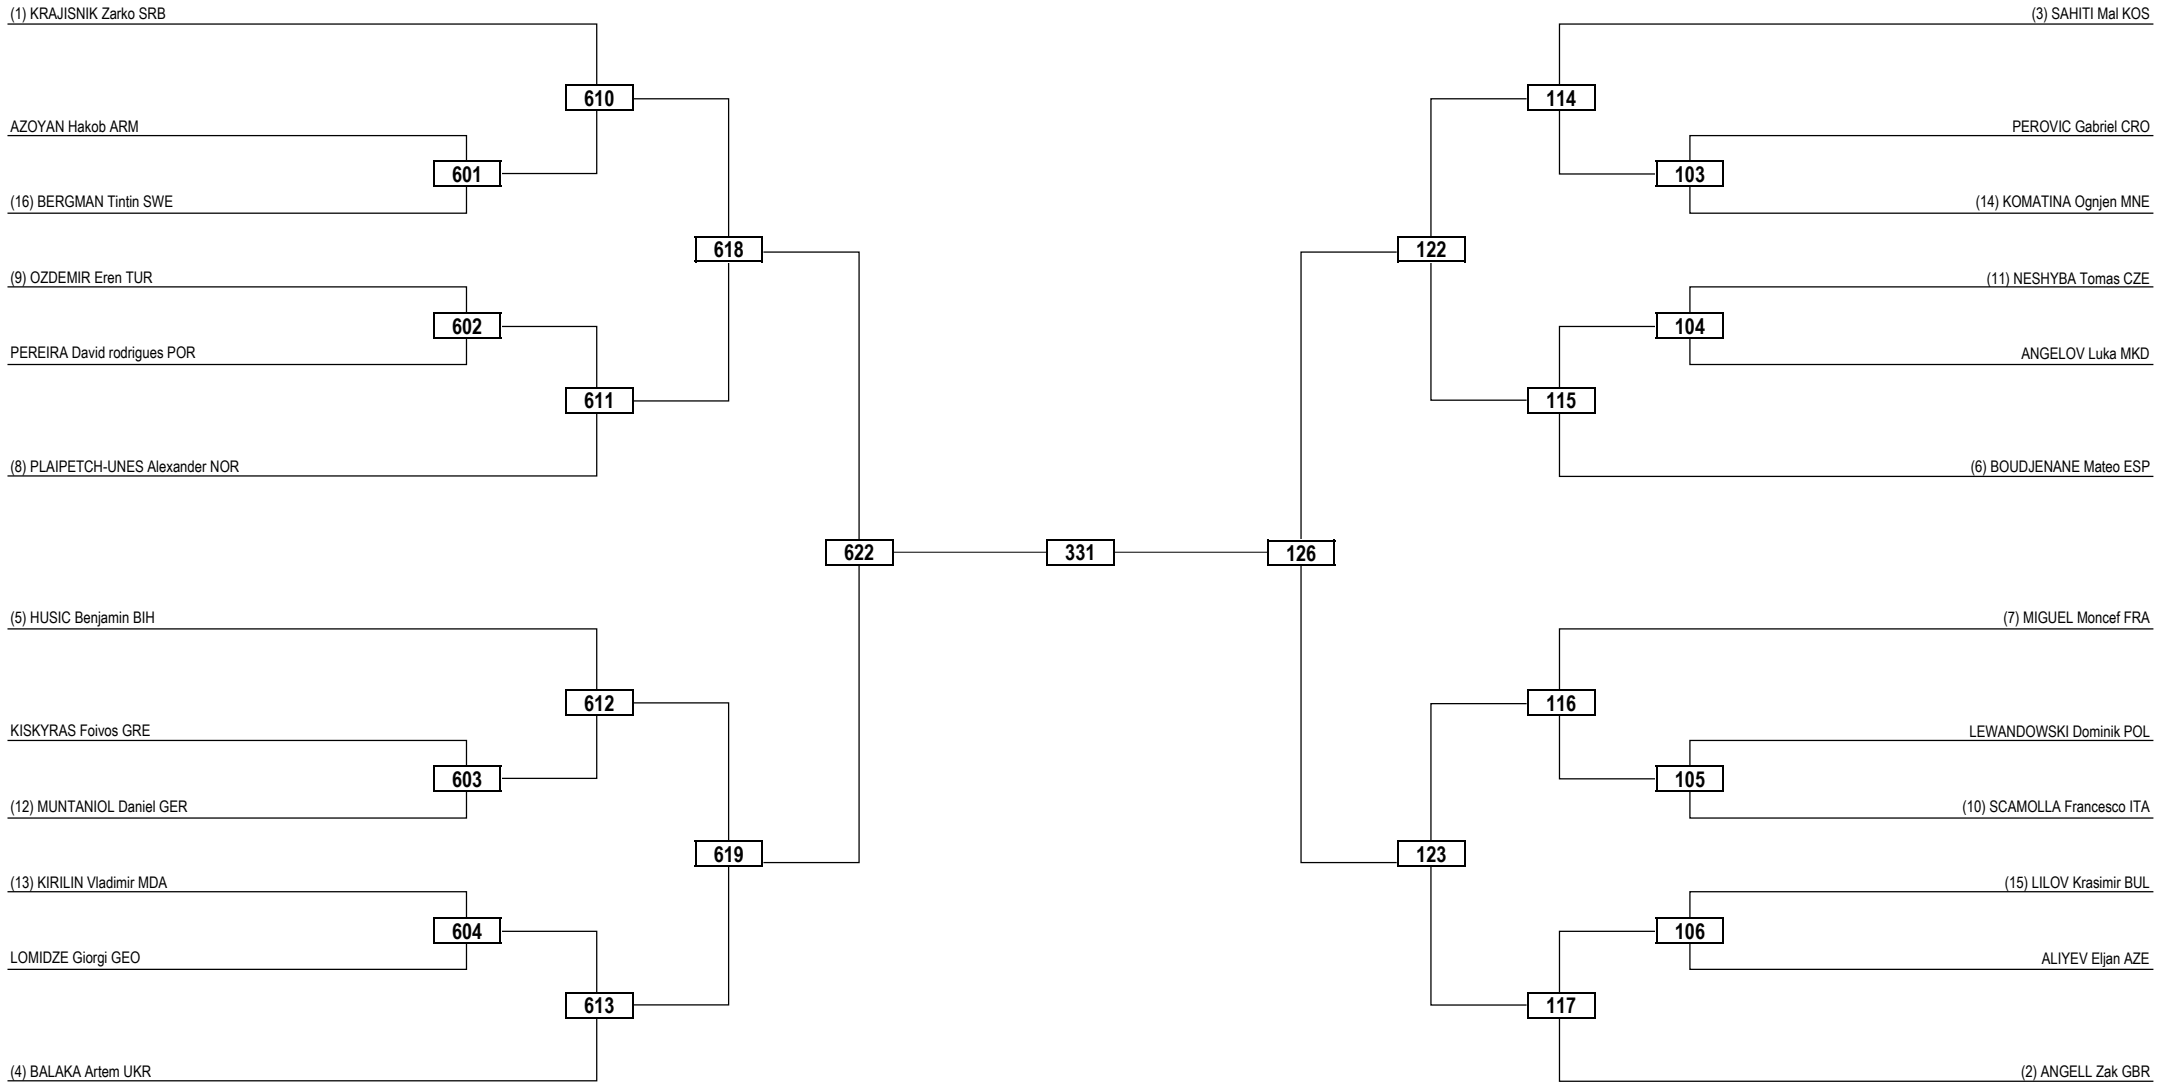 (1) KRAJISNIK Zarko SRB
(3) SAHITI Mal KOS
610
114
AZOYAN Hakob ARM
PEROVIC Gabriel CRO
601
103
(16) BERGMAN Tintin SWE
(14) KOMATINA Ognjen MNE
618
122
(9) OZDEMIR Eren TUR
(11) NESHYBA Tomas CZE
602
104
PEREIRA David rodrigues POR
ANGELOV Luka MKD
611
115
(8) PLAIPETCH-UNES Alexander NOR
(6) BOUDJENANE Mateo ESP
622
331
126
(5) HUSIC Benjamin BIH
(7) MIGUEL Moncef FRA
612
116
KISKYRAS Foivos GRE
LEWANDOWSKI Dominik POL
603
105
(12) MUNTANIOL Daniel GER
(10) SCAMOLLA Francesco ITA
619
123
(13) KIRILIN Vladimir MDA
(15) LILOV Krasimir BUL
604
106
LOMIDZE Giorgi GEO
ALIYEV Eljan AZE
613
117
(4) BALAKA Artem UKR
(2) ANGELL Zak GBR